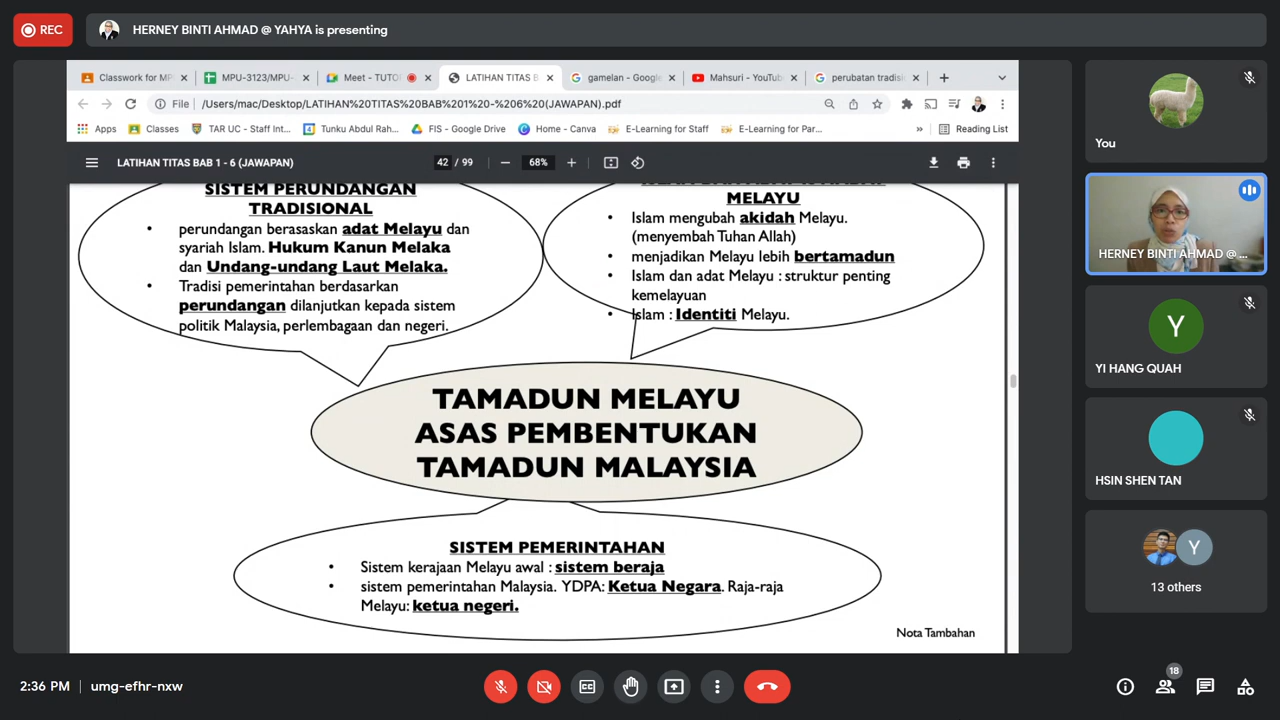 REC
HERNEY BINTI AHMAD @ YAHYA is presenting
Classwork for MP
MPU-3123/MPU-
Meet - TUTO
LATIHAN TITAS B
gamelan - Google
Mahsuri - YouTub
perubatan tradisi
File
/Users/mac/Desktop/LATIHAN%20TITAS%20BAB%201%20-%206%20(JAWAPAN).pdf
Apps
Classes
TAR UC - Staff Int...
Tunku Abdul Rah...
FIS - Google Drive
Home - Canva
E-Learning for Staff
E-Learning for Par...
»
Reading List
LATIHAN TITAS BAB 1 - 6 (JAWAPAN)
42 / 99
68%
SISTEM PERUNDANGAN
TRADISIONAL
• perundangan berasaskan adat Melayu dan
syariah Islam. Hukum Kanun Melaka
dan Undang-undang Laut Melaka.
• Tradisi pemerintahan berdasarkan
perundangan dilanjutkan kepada sistem
politik Malaysia, perlembagaan dan negeri.
MELAYU
• Islam mengubah akidah Melayu.
(menyembah Tuhan Allah)
• menjadikan Melayu lebih bertamadun
• Islam dan adat Melayu : struktur penting
kemelayuan
• Islam : Identiti Melayu.
TAMADUN MELAYU
ASAS PEMBENTUKAN
TAMADUN MALAYSIA
SISTEM PEMERINTAHAN
• Sistem kerajaan Melayu awal : sistem beraja
• sistem pemerintahan Malaysia. YDPA: Ketua Negara. Raja-raja
Melayu: ketua negeri.
Nota Tambahan
You
HERNEY BINTI AHMAD @ ...
Y
YI HANG QUAH
HSIN SHEN TAN
Y
13 others
2:36 PM
umg-efhr-nxw
18